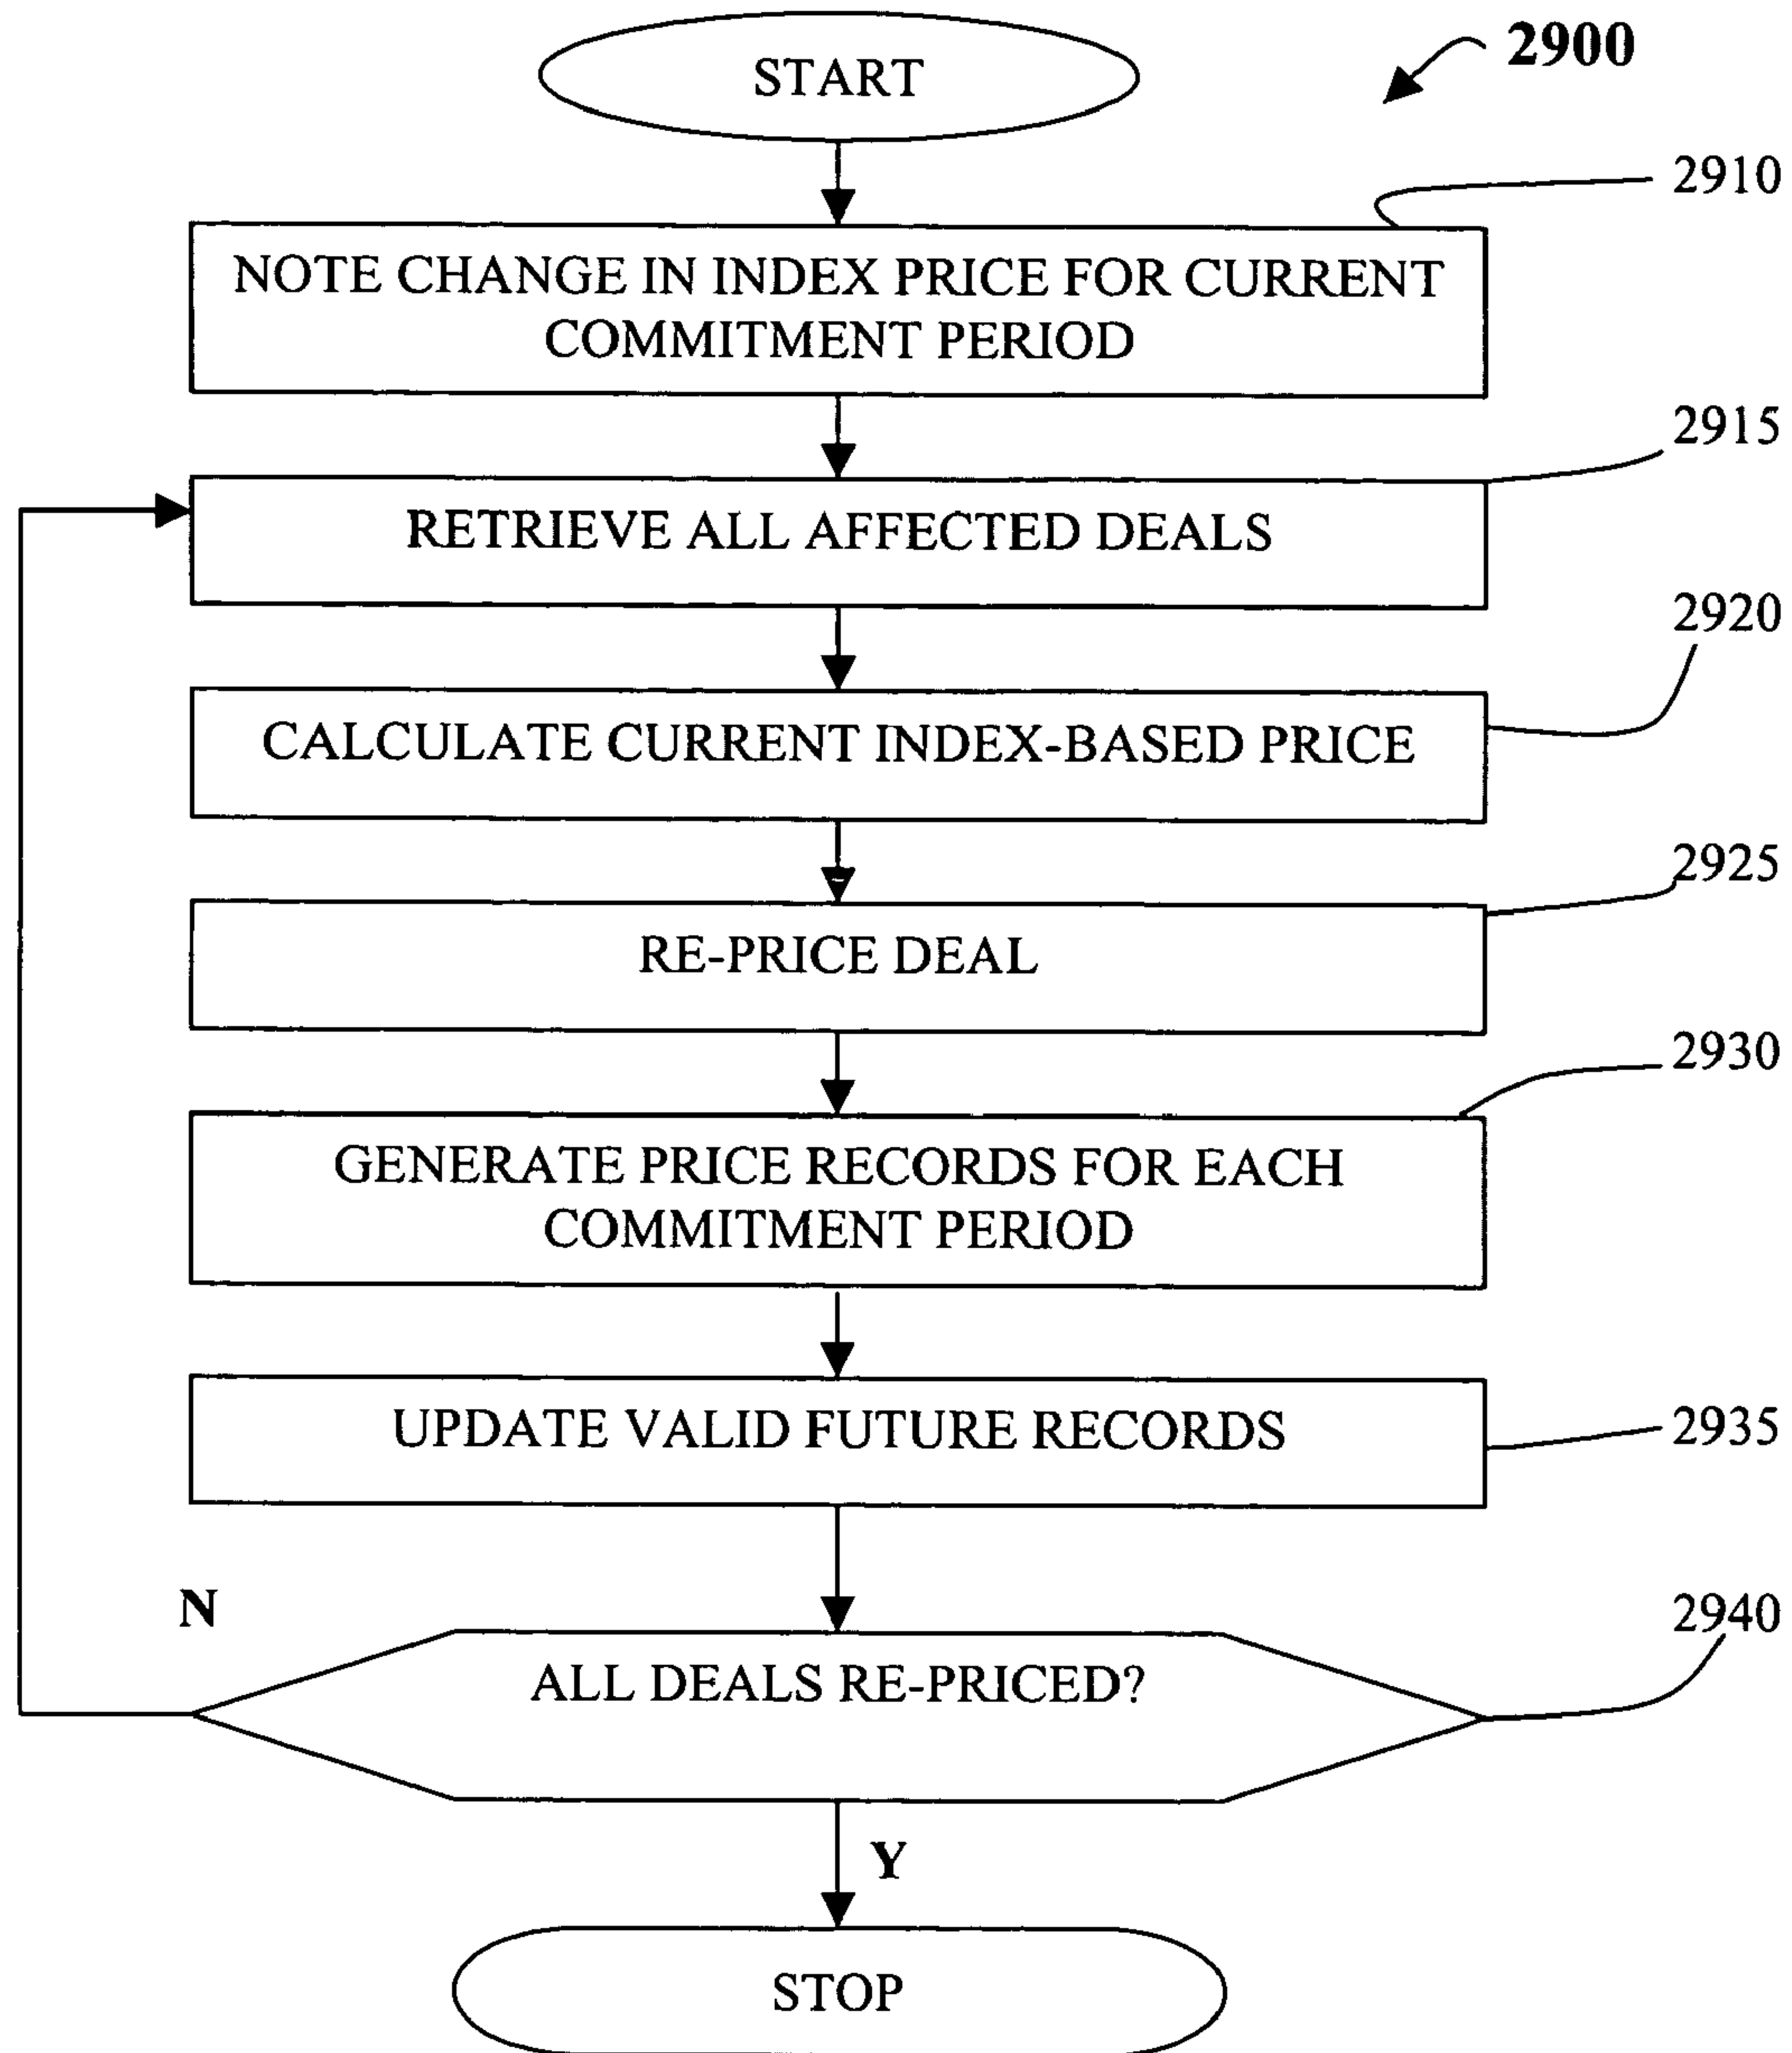 START
2900
2910
NOTE CHANGE IN INDEX PRICE FOR CURRENT
COMMITMENT PERIOD
2915
RETRIEVE ALL AFFECTED DEALS
2920
CALCULATE CURRENT INDEX-BASED PRICE
2925
RE-PRICE DEAL
2930
GENERATE PRICE RECORDS FOR EACH
COMMITMENT PERIOD
UPDATE VALID FUTURE RECORDS
2935
N
2940
ALL DEALS RE-PRICED?
Y
STOP